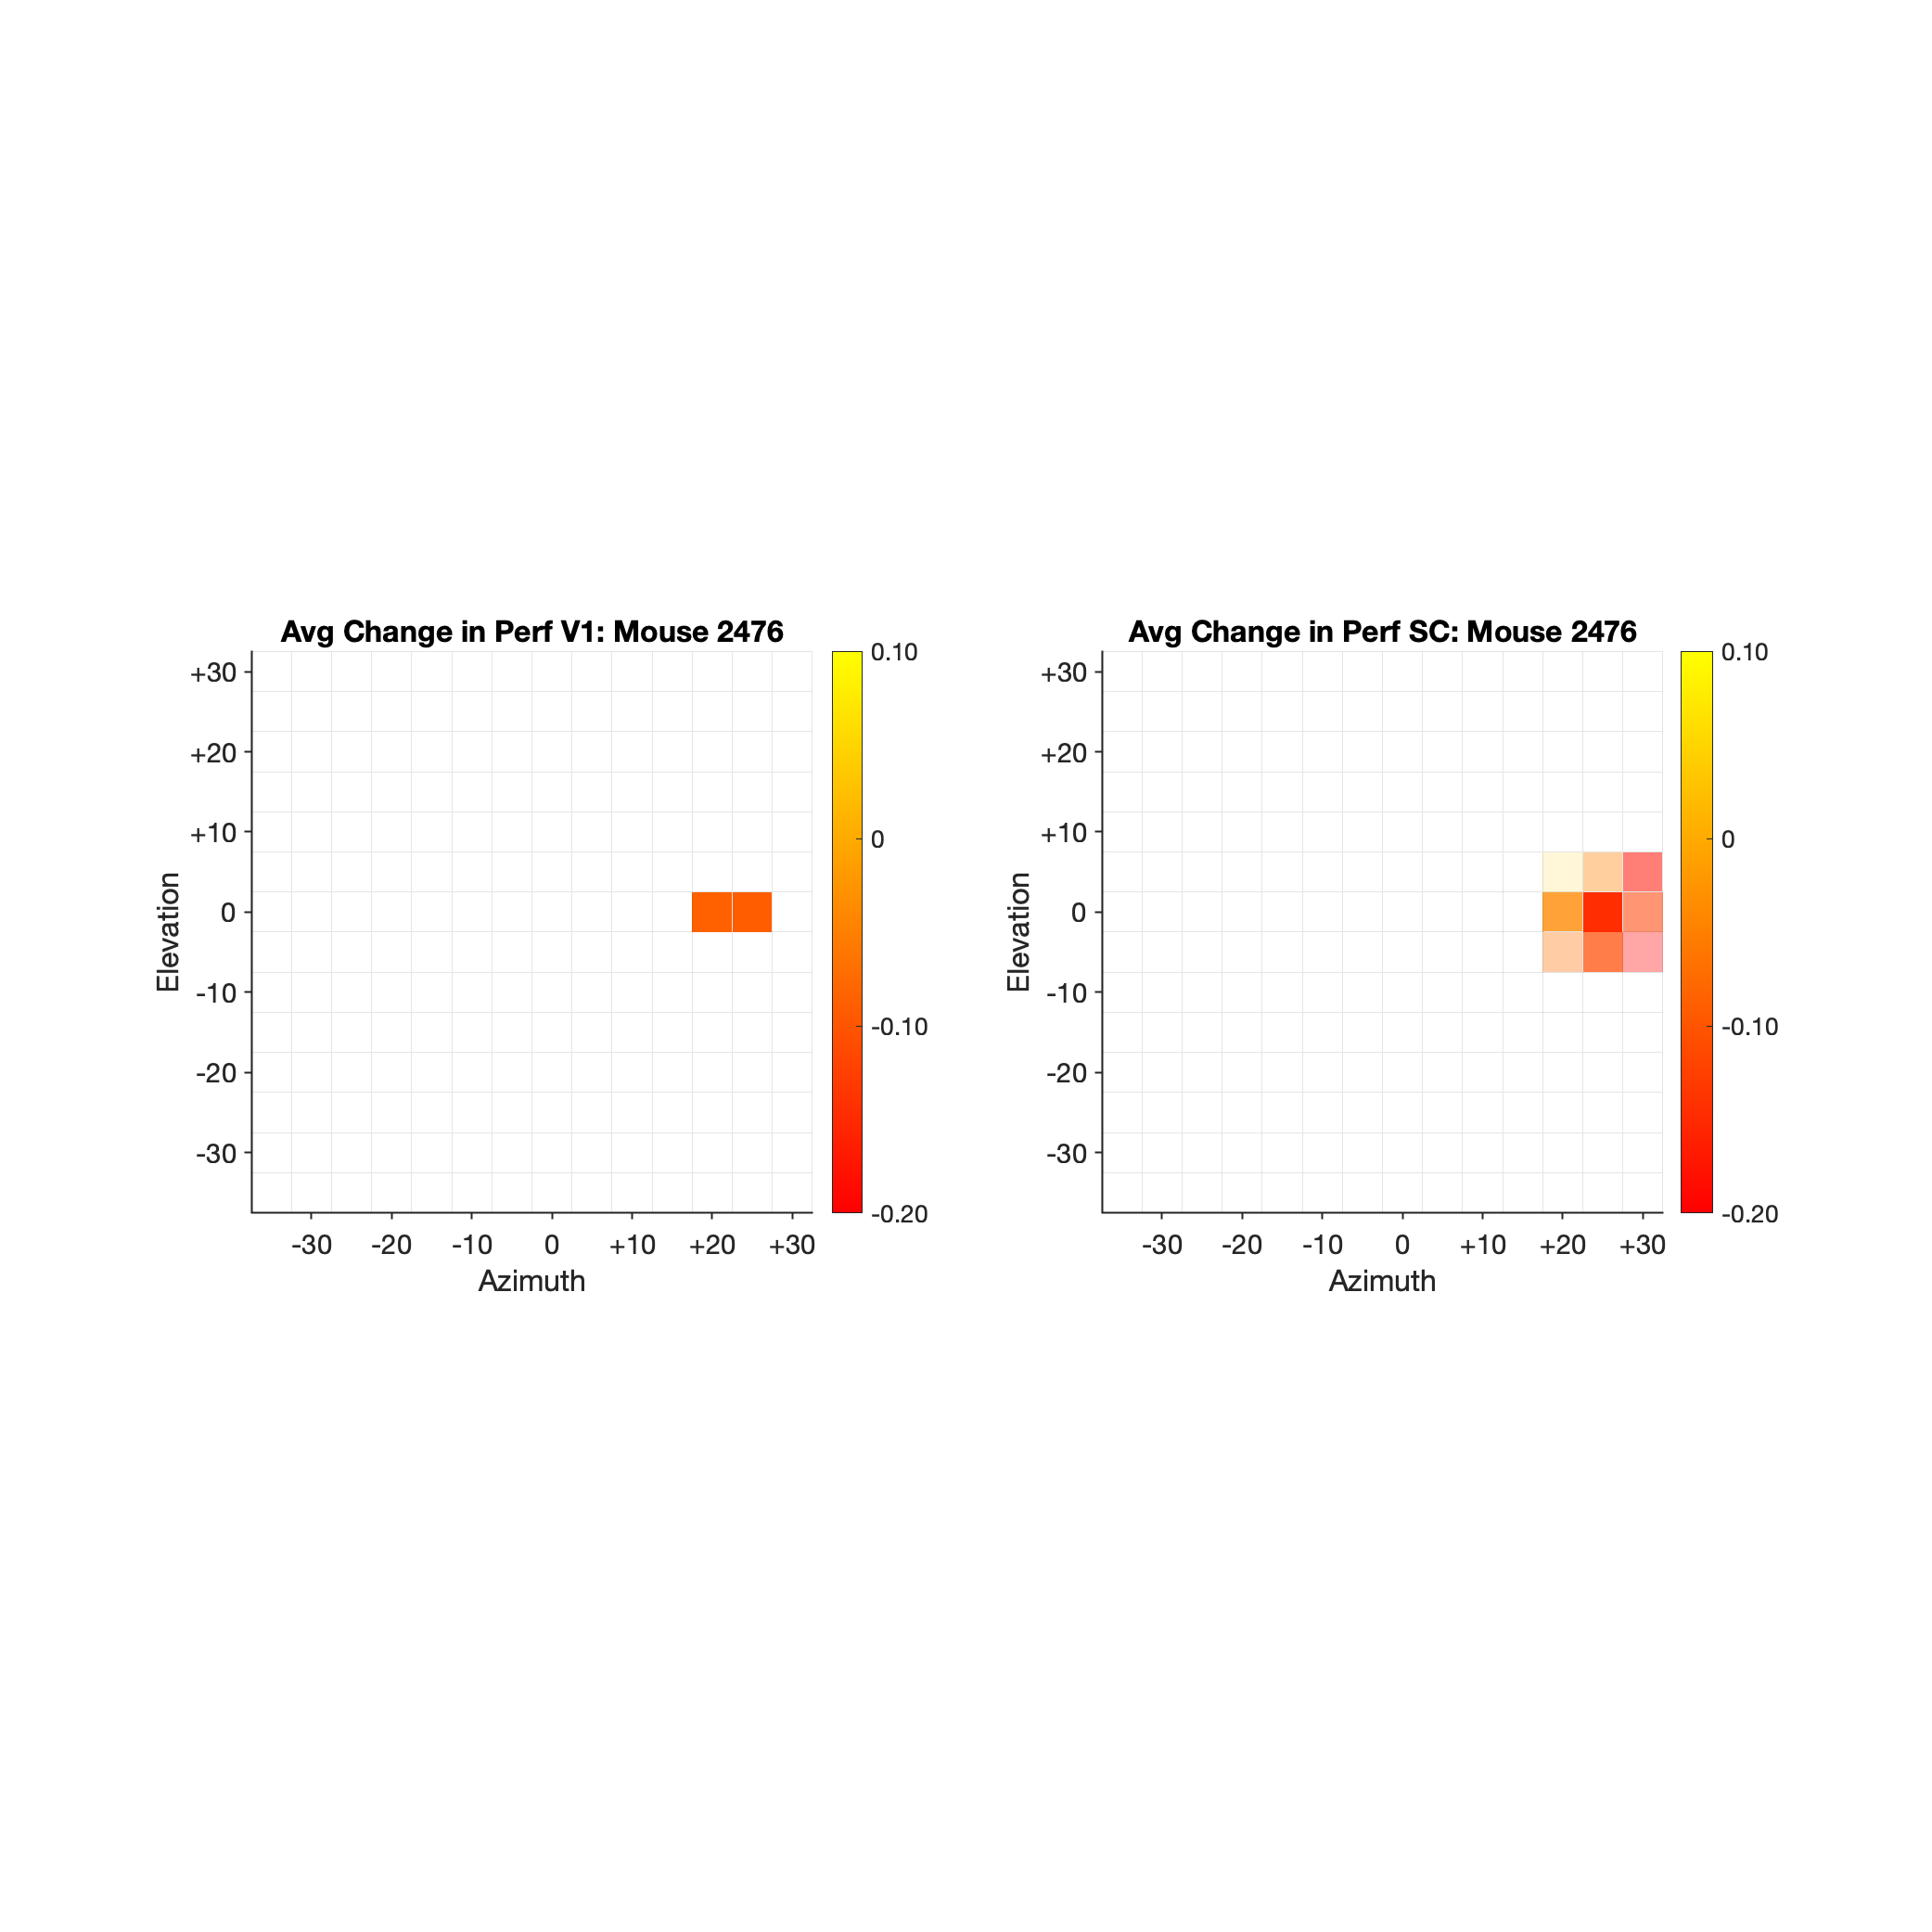 Avg Change in Perf V1: Mouse 2476
+30
+20
+10
0
-10
-20
-30
Elevation
-30 -20 -10 0 +10 +20 +30
Azimuth
0.10
0
-0.10
-0.20
Avg Change in Perf SC: Mouse 2476
+30
+20
+10
0
-10
-20
-30
Elevation
-30 -20 -10 0 +10 +20 +30
Azimuth
0.10
0
-0.10
-0.20